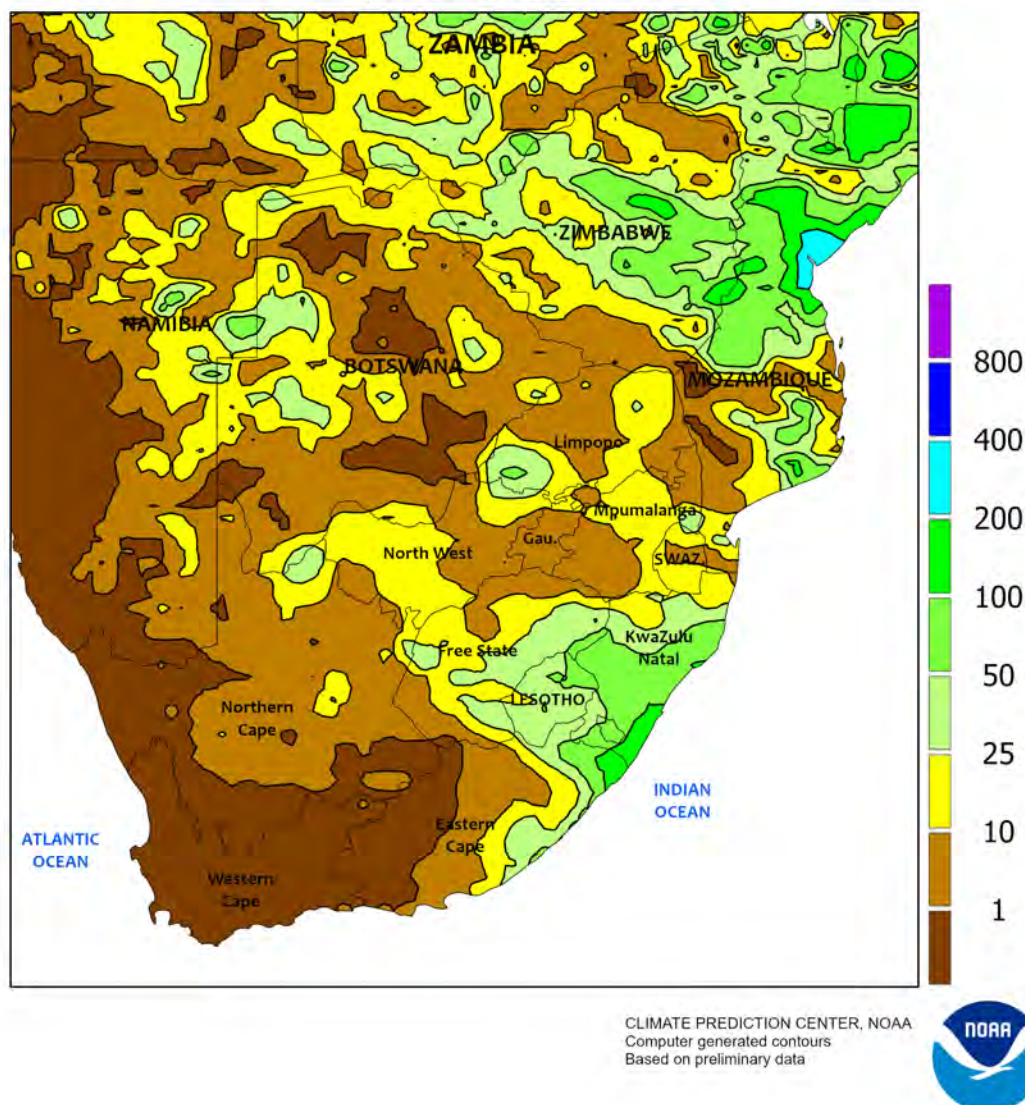 ZAMBIA
ZIMBABWE
NAMIBIA
BOTSWANA
MOZAMBIQUE
800
400
200
100
50
25
10
1
Limpopo
Mpumalanga
Gau.
North West
SWAZ.
Free State
KwaZulu
Natal
LESOTHO
Northern
Cape
INDIAN
OCEAN
Eastern
Cape
ATLANTIC
OCEAN
Western
Cape
CLIMATE PREDICTION CENTER, NOAA
Computer generated contours
Based on preliminary data
NOAA